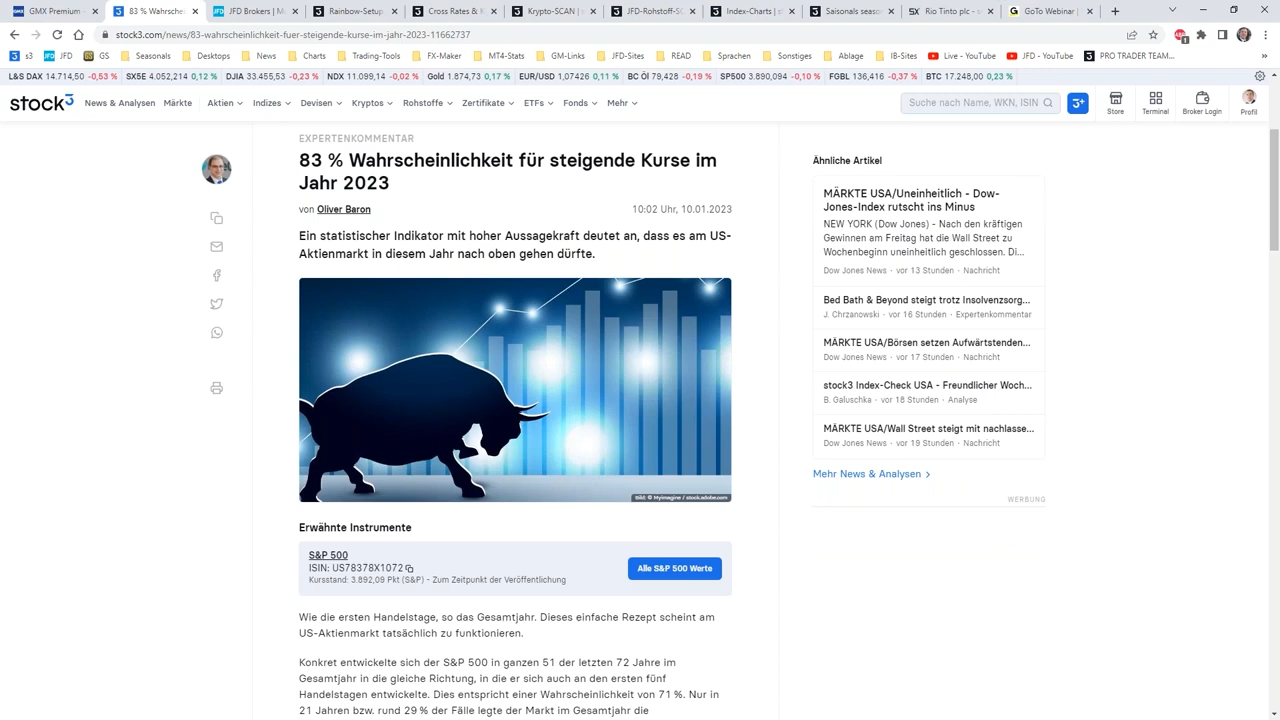 GMX Premium -
83 % Wahrschein
JFD Brokers | M
Rainbow-Setup
Cross Rates & K
Krypto-SCAN | s
JFD-Rohstoff-SC
Index-Charts | s
Saisonals seaso
Rio Tinto plc - s
GoTo Webinar |
stock3.com/news/83-wahrscheinlichkeit-fuer-steigende-kurse-im-jahr-2023-11662737
s3 JFD GS Seasonals Desktops News Charts Trading-Tools FX-Maker MT4-Stats GM-Links JFD-Sites READ Sprachen Sonstiges Ablage IB-Sites Live - YouTube JFD - YouTube PRO TRADER TEAM...
L&S DAX 14.714,50 -0,53 % SX5E 4.052,214 0,12 % DJIA 33.455,53 -0,23 % NDX 11.099,14 -0,02 % Gold 1.874,73 0,17 % EUR/USD 1,07426 0,11 % BC Öl 79,928 -0,19 % SP500 3.890,094 -0,10 % FGBL 136,416 -0,37 % BTC 17.248,00 0,23 %
stock3 News & Analysen Märkte Aktien Indizes Devisen Kryptos Rohstoffe Zertifikate ETFs Fonds Mehr Suche nach Name, WKN, ISIN 3+ Store Terminal Broker Login Profil
EXPERTENKOMMENTAR
83 % Wahrscheinlichkeit für steigende Kurse im
Jahr 2023
von Oliver Baron 10:02 Uhr, 10.01.2023
Ein statistischer Indikator mit hoher Aussagekraft deutet an, dass es am US-
Aktienmarkt in diesem Jahr nach oben gehen dürfte.
Bild: © Myimagine / stock.adobe.com
Erwähnte Instrumente
S&P 500
ISIN: US78378X1072
Kursstand: 3.892,09 Pkt (S&P) - Zum Zeitpunkt der Veröffentlichung
Alle S&P 500 Werte
Wie die ersten Handelstage, so das Gesamtjahr. Dieses einfache Rezept scheint am
US-Aktienmarkt tatsächlich zu funktionieren.
Konkret entwickelte sich der S&P 500 in ganzen 51 der letzten 72 Jahre im
Gesamtjahr in die gleiche Richtung, in die er sich auch an den ersten fünf
Handelstagen entwickelte. Dies entspricht einer Wahrscheinlichkeit von 71 %. Nur in
21 Jahren bzw. rund 29 % der Fälle legte der Markt im Gesamtjahr die
Ähnliche Artikel
MÄRKTE USA/Uneinheitlich - Dow-
Jones-Index rutscht ins Minus
NEW YORK (Dow Jones) - Nach den kräftigen
Gewinnen am Freitag hat die Wall Street zu
Wochenbeginn uneinheitlich geschlossen. Di...
Dow Jones News · vor 13 Stunden · Nachricht
Bed Bath & Beyond steigt trotz Insolvenzsorg...
J. Chrzanowski · vor 16 Stunden · Expertenkommentar
MÄRKTE USA/Börsen setzen Aufwärtstenden...
Dow Jones News · vor 17 Stunden · Nachricht
stock3 Index-Check USA - Freundlicher Woch...
B. Galuschka · vor 18 Stunden · Analyse
MÄRKTE USA/Wall Street steigt mit nachlasse...
Dow Jones News · vor 19 Stunden · Nachricht
Mehr News & Analysen
WERBUNG